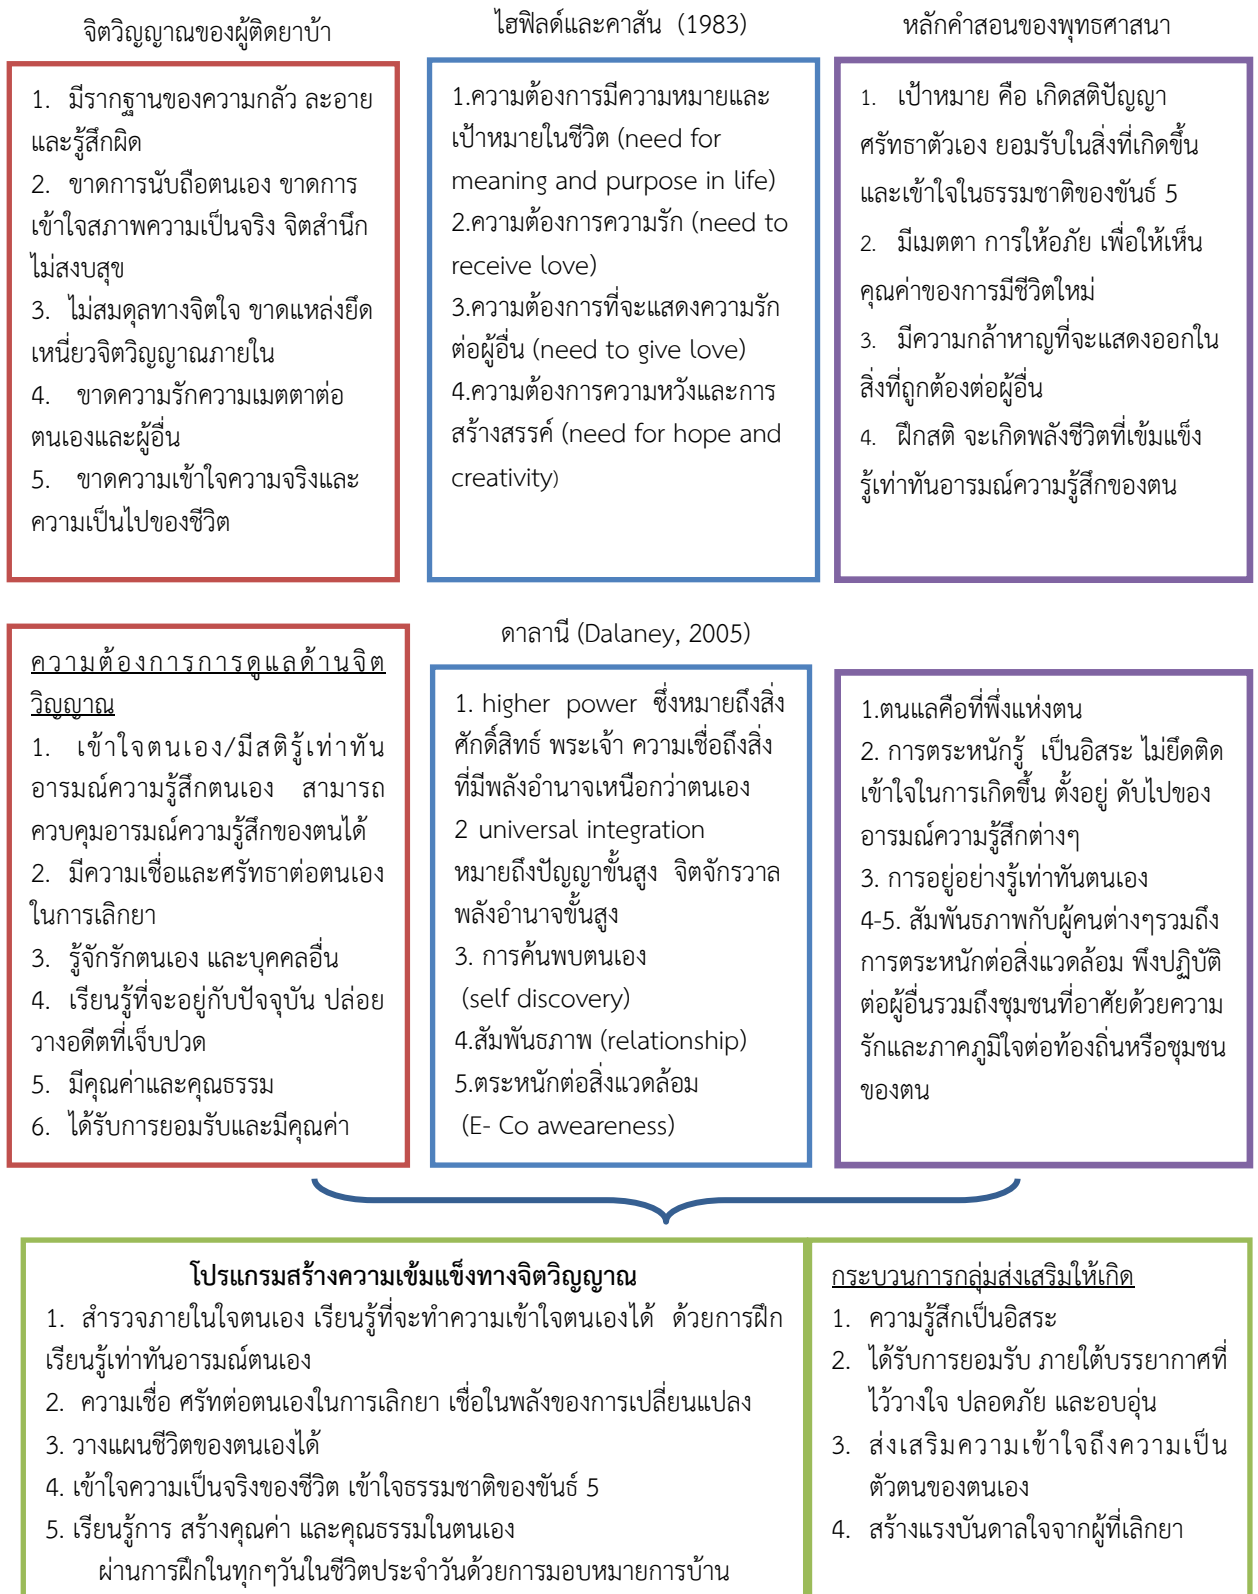 จิตวิญญาณของผู้ติดยาบ้า
1. มีรากฐานของความกลัว ละอาย
และรู้สึกผิด
2. ขาดการนับถือตนเอง ขาดการ
เข้าใจสภาพความเป็นจริง จิตสำนึก
ไม่สงบสุข
3. ไม่สมดุลทางจิตใจ ขาดแหล่งยึด
เหนี่ยวจิตวิญญาณภายใน
4. ขาดความรักความเมตตาต่อ
ตนเองและผู้อื่น
5. ขาดความเข้าใจความจริงและ
ความเป็นไปของชีวิต
ไฮฟิลด์และคาสัน (1983)
1.ความต้องการมีความหมายและ
เป้าหมายในชีวิต (need for
meaning and purpose in life)
2.ความต้องการความรัก (need to
receive love)
3.ความต้องการที่จะแสดงความรัก
ต่อผู้อื่น (need to give love)
4.ความต้องการความหวังและการ
สร้างสรรค์ (need for hope and
creativity)
หลักคำสอนของพุทธศาสนา
1. เป้าหมาย คือ เกิดสติปัญญา
ศรัทธาตัวเอง ยอมรับในสิ่งที่เกิดขึ้น
และเข้าใจในธรรมชาติของขันธ์ 5
2. มีเมตตา การให้อภัย เพื่อให้เห็น
คุณค่าของการมีชีวิตใหม่
3. มีความกล้าหาญที่จะแสดงออกใน
สิ่งที่ถูกต้องต่อผู้อื่น
4. ฝึกสติ จะเกิดพลังชีวิตที่เข้มแข็ง
รู้เท่าทันอารมณ์ความรู้สึกของตน
ความต้องการการดูแลด้านจิต
วิญญาณ
1. เข้าใจตนเอง/มีสติรู้เท่าทัน
อารมณ์ความรู้สึกตนเอง สามารถ
ควบคุมอารมณ์ความรู้สึกของตนได้
2. มีความเชื่อและศรัทธาต่อตนเอง
ในการเลิกยา
3. รู้จักรักตนเอง และบุคคลอื่น
4. เรียนรู้ที่จะอยู่กับปัจจุบัน ปล่อย
วางอดีตที่เจ็บปวด
5. มีคุณค่าและคุณธรรม
6. ได้รับการยอมรับและมีคุณค่า
ดาลานี (Dalaney, 2005)
1. higher power ซึ่งหมายถึงสิ่ง
ศักดิ์สิทธ์ พระเจ้า ความเชื่อถึงสิ่ง
ที่มีพลังอำนาจเหนือกว่าตนเอง
2 universal integration
หมายถึงปัญญาขั้นสูง จิตจักรวาล
พลังอำนาจขั้นสูง
3. การค้นพบตนเอง
(self discovery)
4.สัมพันธภาพ (relationship)
5.ตระหนักต่อสิ่งแวดล้อม
(E- Co aweareness)
1.ตนแลคือที่พึ่งแห่งตน
2. การตระหนักรู้ เป็นอิสระ ไม่ยึดติด
เข้าใจในการเกิดขึ้น ตั้งอยู่ ดับไปของ
อารมณ์ความรู้สึกต่างๆ
3. การอยู่อย่างรู้เท่าทันตนเอง
4-5. สัมพันธภาพกับผู้คนต่างๆรวมถึง
การตระหนักต่อสิ่งแวดล้อม พึงปฏิบัติ
ต่อผู้อื่นรวมถึงชุมชนที่อาศัยด้วยความ
รักและภาคภูมิใจต่อท้องถิ่นหรือชุมชน
ของตน
โปรแกรมสร้างความเข้มแข็งทางจิตวิญญาณ
1. สำรวจภายในใจตนเอง เรียนรู้ที่จะทำความเข้าใจตนเองได้ ด้วยการฝึก
เรียนรู้เท่าทันอารมณ์ตนเอง
2. ความเชื่อ ศรัทต่อตนเองในการเลิกยา เชื่อในพลังของการเปลี่ยนแปลง
3. วางแผนชีวิตของตนเองได้
4. เข้าใจความเป็นจริงของชีวิต เข้าใจธรรมชาติของขันธ์ 5
5. เรียนรู้การ สร้างคุณค่า และคุณธรรมในตนเอง
ผ่านการฝึกในทุกๆวันในชีวิตประจำวันด้วยการมอบหมายการบ้าน
กระบวนการกลุ่มส่งเสริมให้เกิด
1. ความรู้สึกเป็นอิสระ
2. ได้รับการยอมรับ ภายใต้บรรยากาศที่
ไว้วางใจ ปลอดภัย และอบอุ่น
3. ส่งเสริมความเข้าใจถึงความเป็น
ตัวตนของตนเอง
4. สร้างแรงบันดาลใจจากผู้ที่เลิกยา